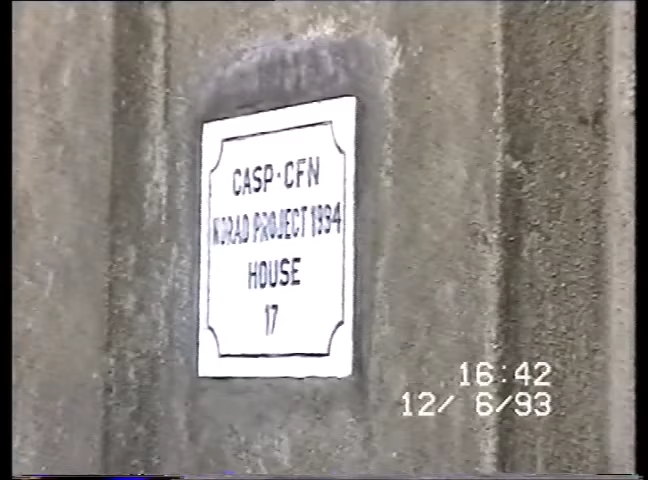 CASP·CFN
KORAD PROJECT 1994
HOUSE
17
16:42
12/ 6/93